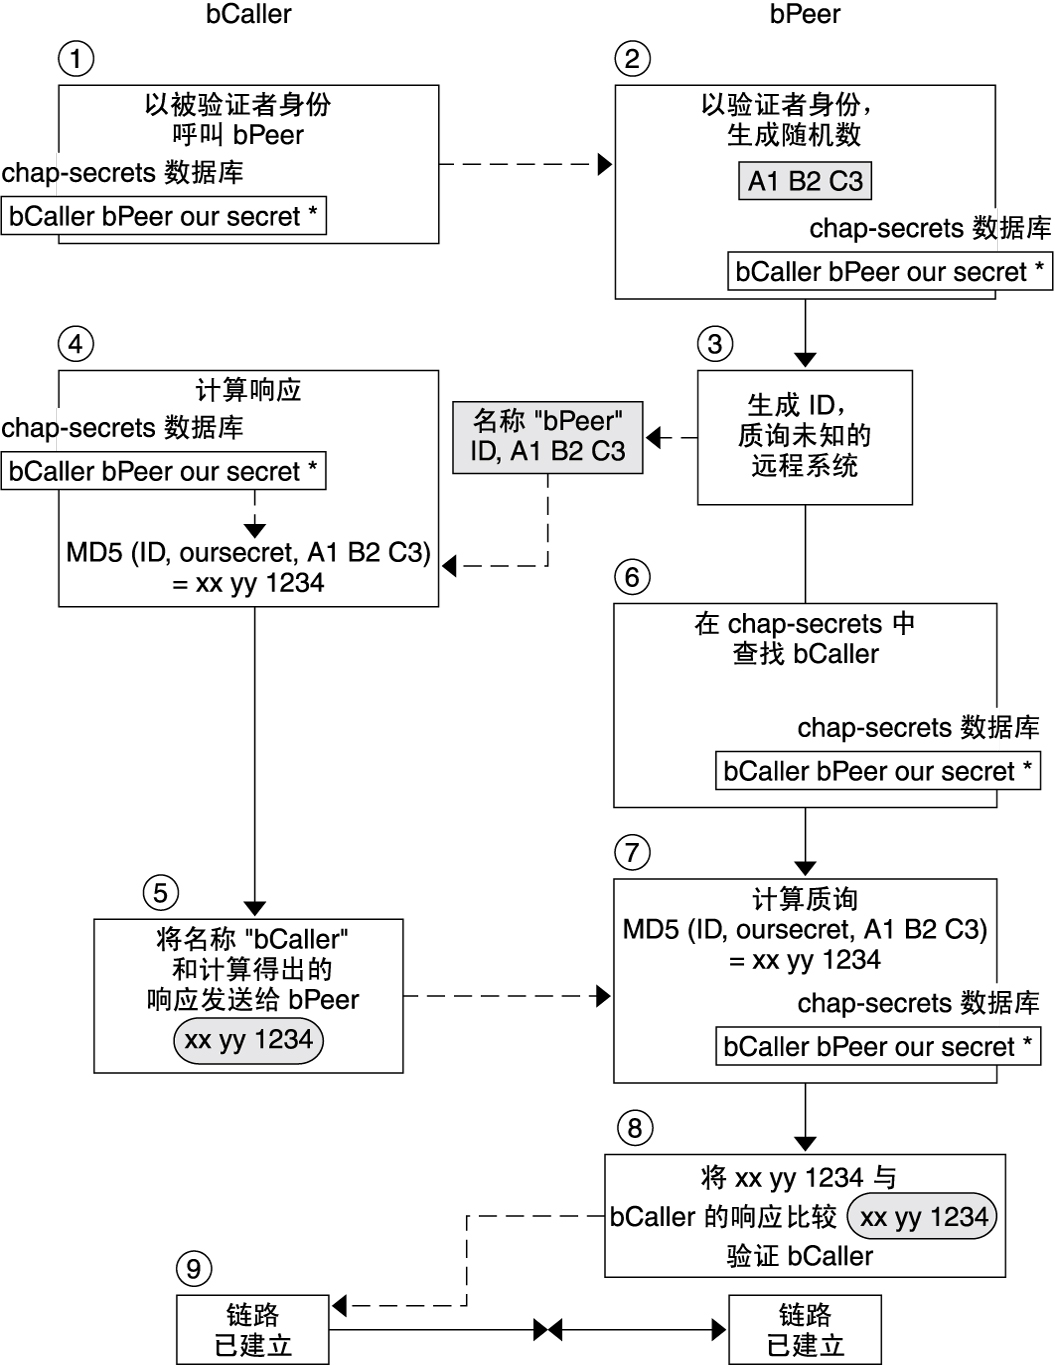 bCaller
bPeer
①
以被验证者身份
呼叫 bPeer
chap-secrets 数据库
bCaller bPeer our secret *
②
以验证者身份，
生成随机数
A1 B2 C3
chap-secrets 数据库
bCaller bPeer our secret *
③
生成 ID，
质询未知的
远程系统
名称 "bPeer"
ID, A1 B2 C3
④
计算响应
chap-secrets 数据库
bCaller bPeer our secret *
MD5 (ID, oursecret, A1 B2 C3)
= xx yy 1234
⑤
将名称 "bCaller"
和计算得出的
响应发送给 bPeer
xx yy 1234
⑥
在 chap-secrets 中
查找 bCaller
chap-secrets 数据库
bCaller bPeer our secret *
⑦
计算质询
MD5 (ID, oursecret, A1 B2 C3)
= xx yy 1234
chap-secrets 数据库
bCaller bPeer our secret *
⑧
将 xx yy 1234 与
bCaller 的响应比较 xx yy 1234
验证 bCaller
⑨
链路
已建立
链路
已建立